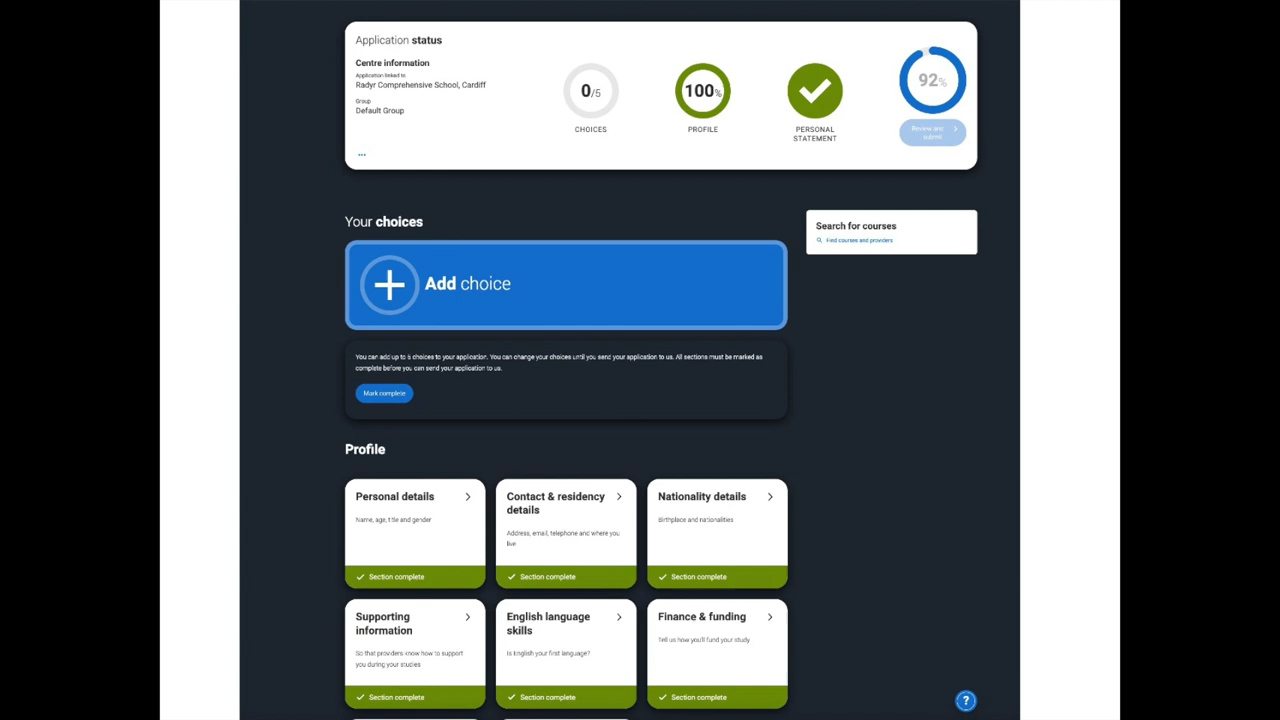 Application status
Centre information
Application linked to
Radyr Comprehensive School, Cardiff
Group
Default Group
...
0/5
CHOICES
100%
PROFILE
PERSONAL
STATEMENT
92%
Review and
submit
Your choices
Add choice
You can add up to 5 choices to your application. You can change your choices until you send your application to us. All sections must be marked as
complete before you can send your application to us.
Mark complete
Search for courses
Find courses and providers
Profile
Personal details
Name, age, title and gender
Section complete
Contact & residency
details
Address, email, telephone and where you
live
Section complete
Nationality details
Birthplace and nationalities
Section complete
Supporting
information
So that providers know how to support
you during your studies
Section complete
English language
skills
Is English your first language?
Section complete
Finance & funding
Tell us how you'll fund your study
Section complete
?